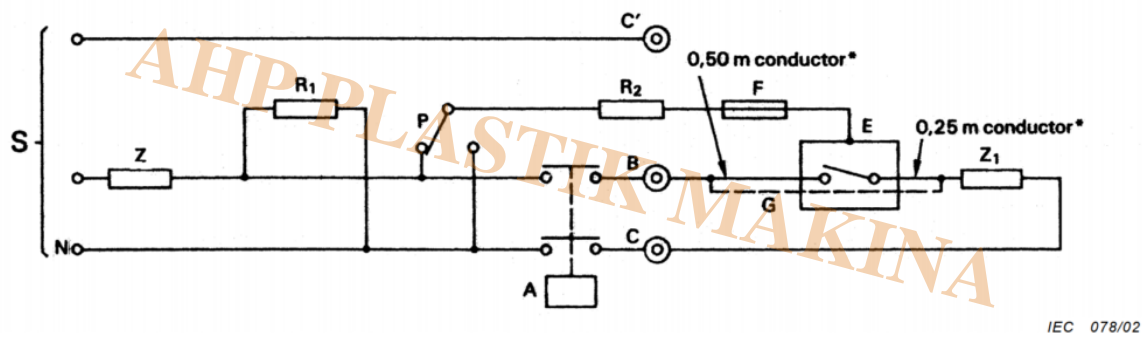 C'
0,50 m conductor*
R₁
R₂
F
P
E
0,25 m conductor*
S
Z
B
Z₁
G
N
C
A
AHP PLASTIK MAKINA
IEC 078/02